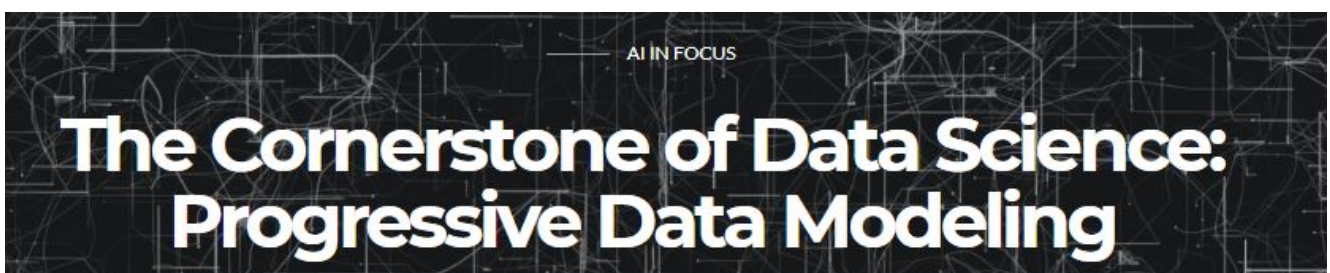 AI IN FOCUS
The Cornerstone of Data Science:
Progressive Data Modeling